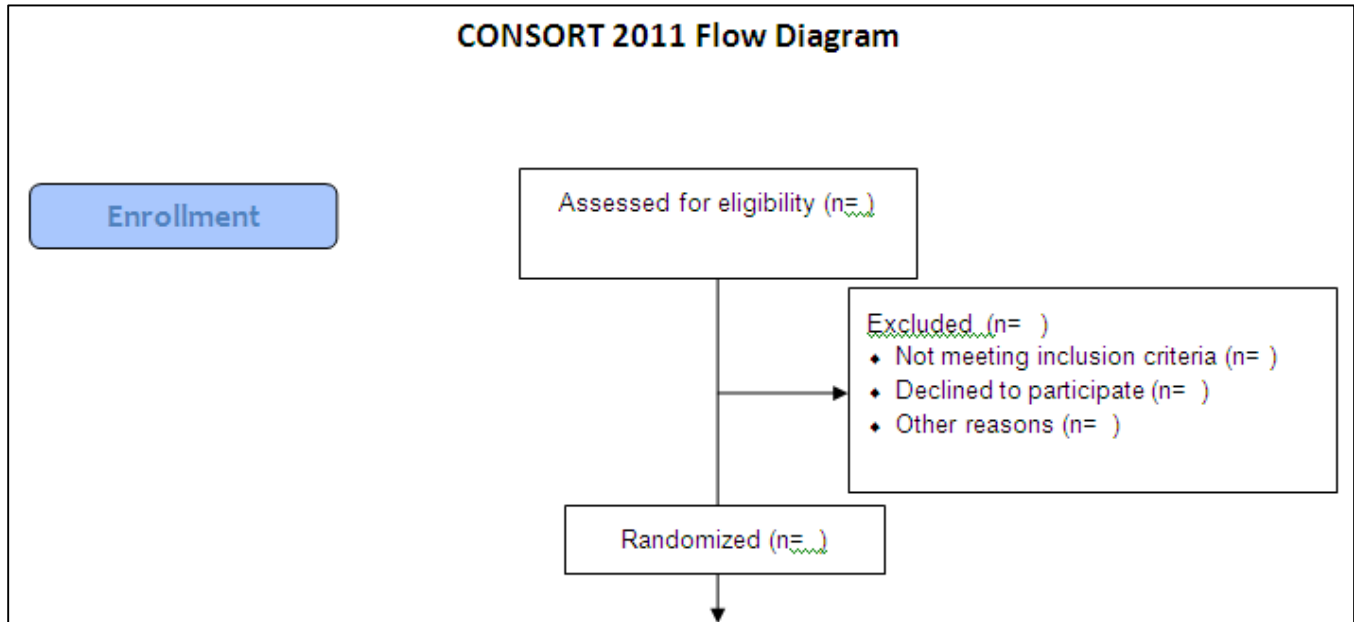 CONSORT 2011 Flow Diagram
Enrollment
Assessed for eligibility (n= )
Excluded (n=  )
⬥ Not meeting inclusion criteria (n= )
⬥ Declined to participate (n=  )
⬥ Other reasons (n=  )
Randomized (n=  )